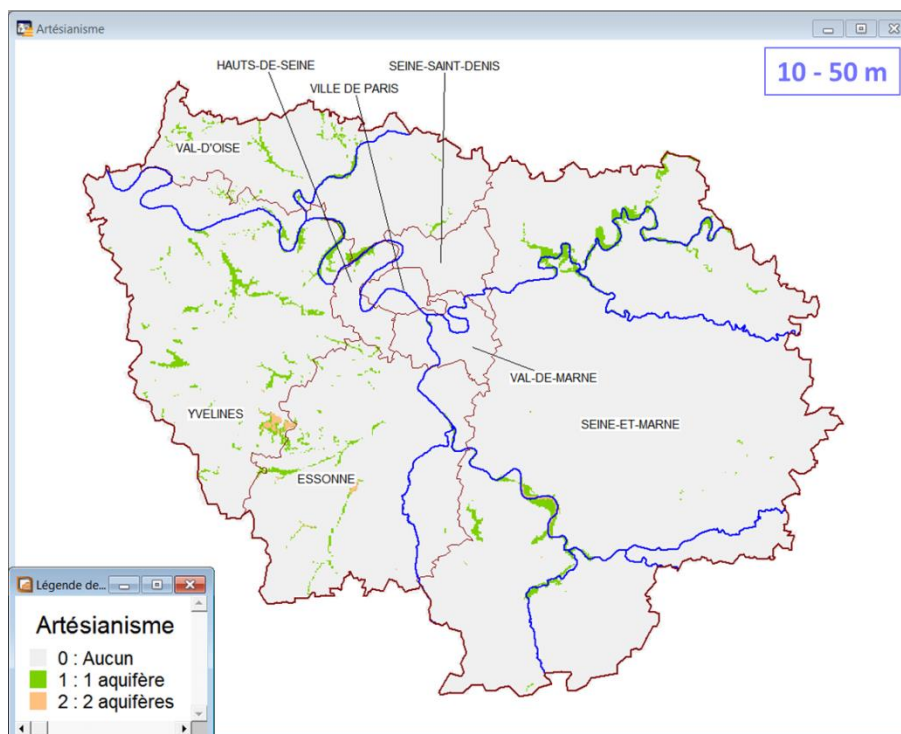 Artésianisme
10 - 50 m
HAUTS-DE-SEINE
SEINE-SAINT-DENIS
VILLE DE PARIS
VAL-D'OISE
VAL-DE-MARNE
YVELINES
SEINE-ET-MARNE
ESSONNE
Légende de...
Artésianisme
0 : Aucun
1 : 1 aquifère
2 : 2 aquifères